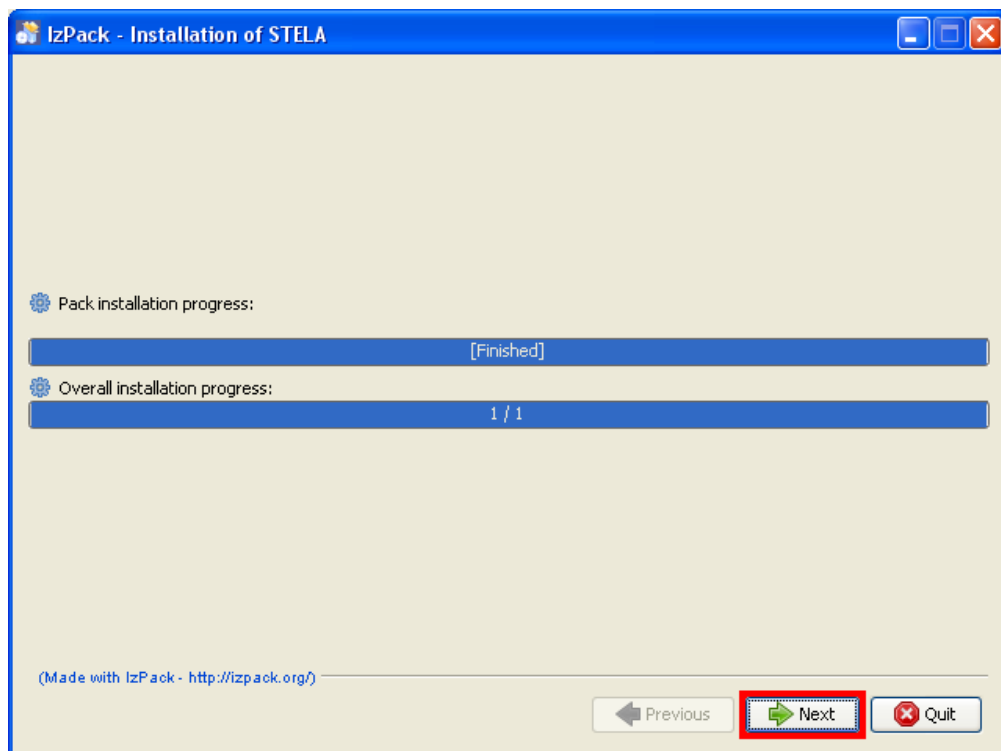 IzPack - Installation of STELA
Pack installation progress:
[Finished]
Overall installation progress:
1 / 1
(Made with IzPack - http://izpack.org/)
Previous
Next
Quit